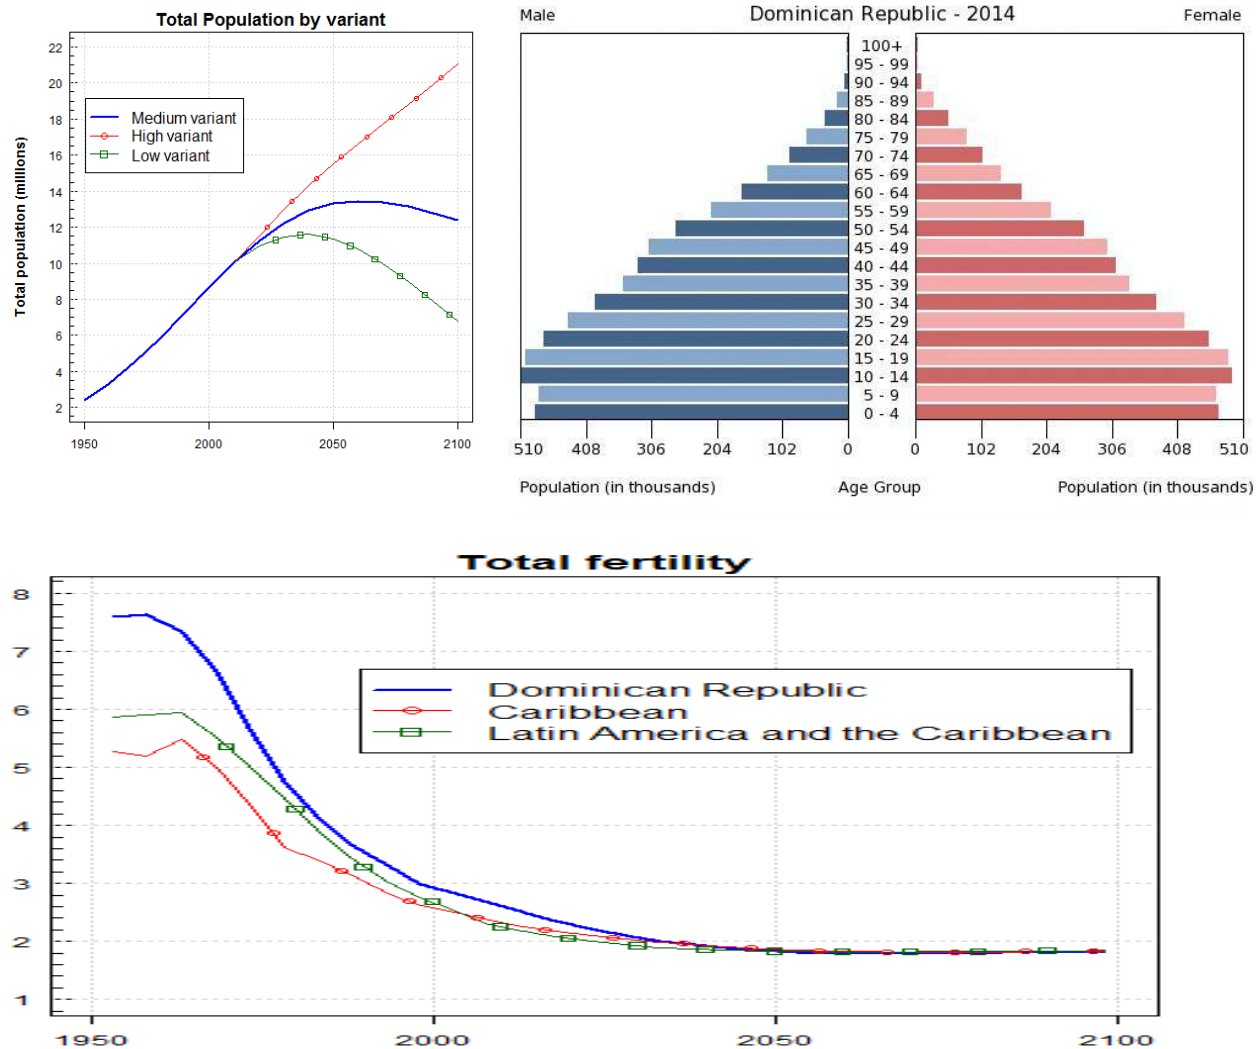 Total Population by variant
Total population (millions)
22
20
18
16
14
12
10
8
6
4
2
Medium variant
High variant
Low variant
1950 2000 2050 2100
Male Dominican Republic - 2014 Female
100+
95 - 99
90 - 94
85 - 89
80 - 84
75 - 79
70 - 74
65 - 69
60 - 64
55 - 59
50 - 54
45 - 49
40 - 44
35 - 39
30 - 34
25 - 29
20 - 24
15 - 19
10 - 14
5 - 9
0 - 4
510 408 306 204 102 0 0 102 204 306 408 510
Population (in thousands) Age Group Population (in thousands)
Total fertility
8
7
6
5
4
3
2
1
Dominican Republic
Caribbean
Latin America and the Caribbean
1950 2000 2050 2100